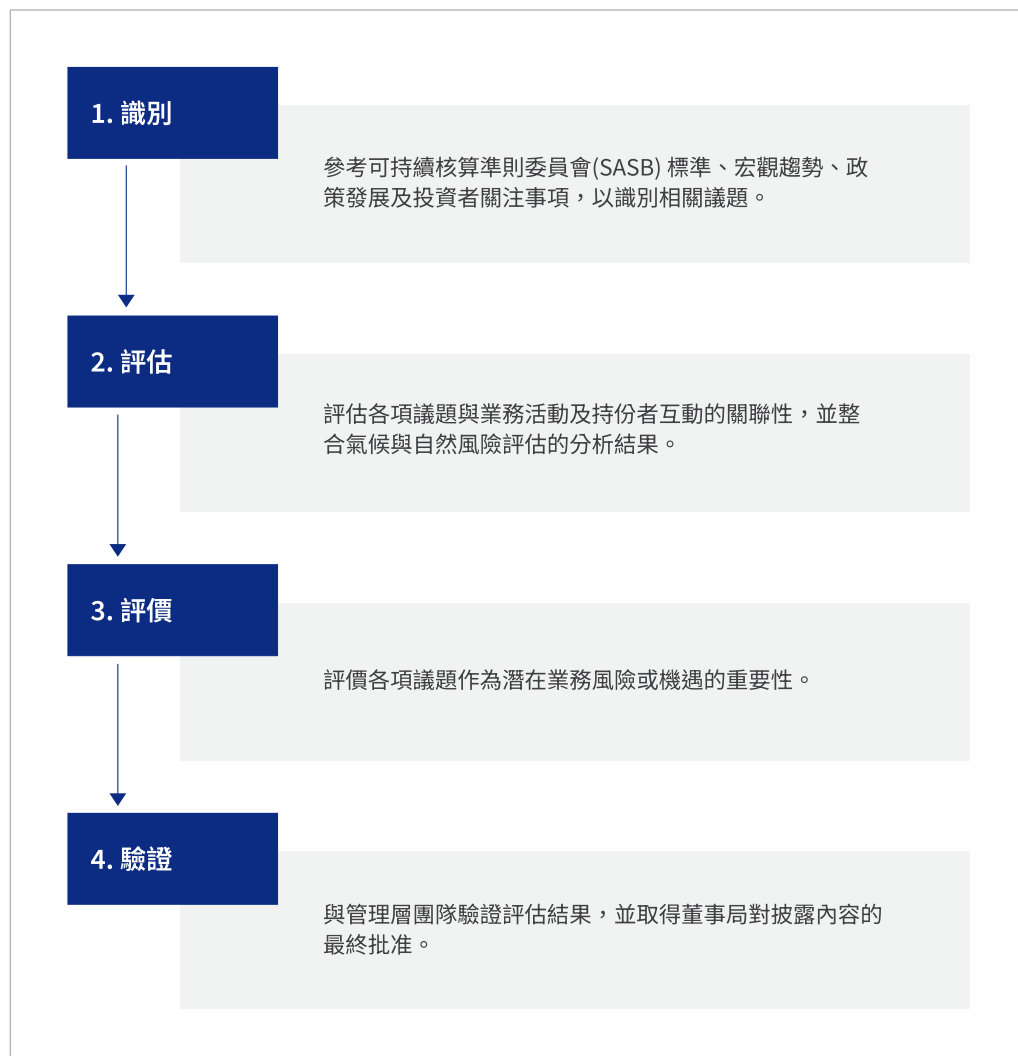 1. 識別
參考可持續核算準則委員會(SASB) 標準、宏觀趨勢、政
策發展及投資者關注事項，以識別相關議題。
2. 評估
評估各項議題與業務活動及持份者互動的關聯性，並整
合氣候與自然風險評估的分析結果。
3. 評價
評價各項議題作為潛在業務風險或機遇的重要性。
4. 驗證
與管理層團隊驗證評估結果，並取得董事局對披露內容的
最終批准。